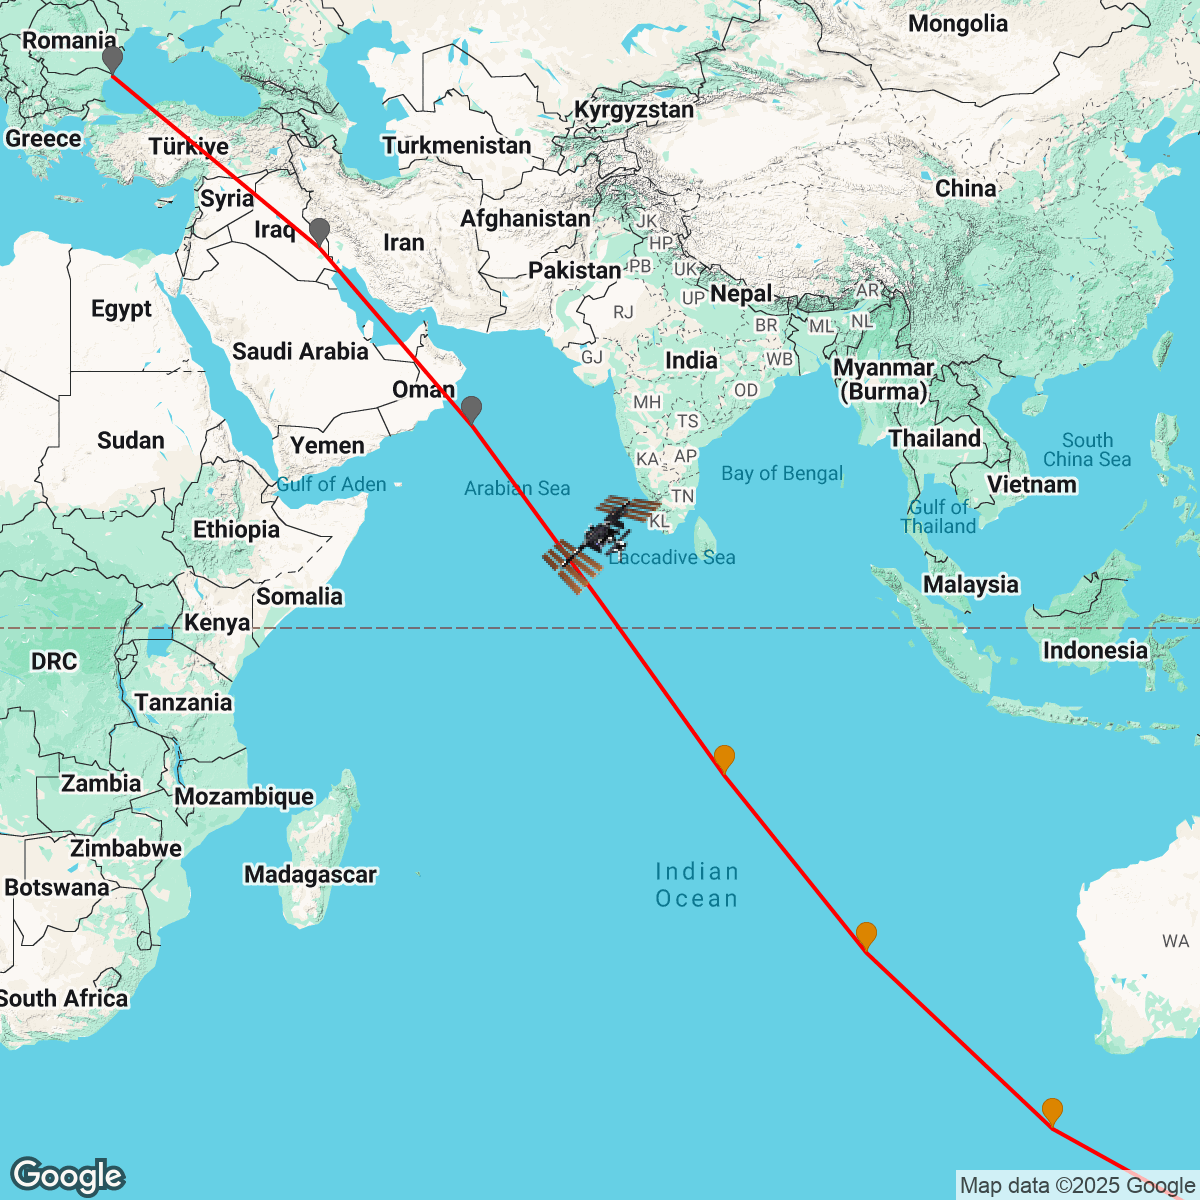 Mongolia
Romania
Kyrgyzstan
Greece
Türkiye
Turkmenistan
China
Syria
Afghanistan
JK
Iraq
Iran
HP
Pakistan
PB
UK
Nepal
AR
UP
Egypt
RJ
BR
ML
NL
Saudi Arabia
GJ
India
WB
Myanmar
(Burma)
Oman
OD
MH
TS
Sudan
Yemen
Thailand
South
China Sea
KA
AP
Bay of Bengal
Gulf of Aden
Arabian Sea
TN
Vietnam
Gulf of
Thailand
KL
Ethiopia
Laccadive Sea
Malaysia
Somalia
Kenya
DRC
Indonesia
Tanzania
Zambia
Mozambique
Zimbabwe
Madagascar
Indian
Ocean
Botswana
WA
South Africa
Google
Map data ©2025 Google